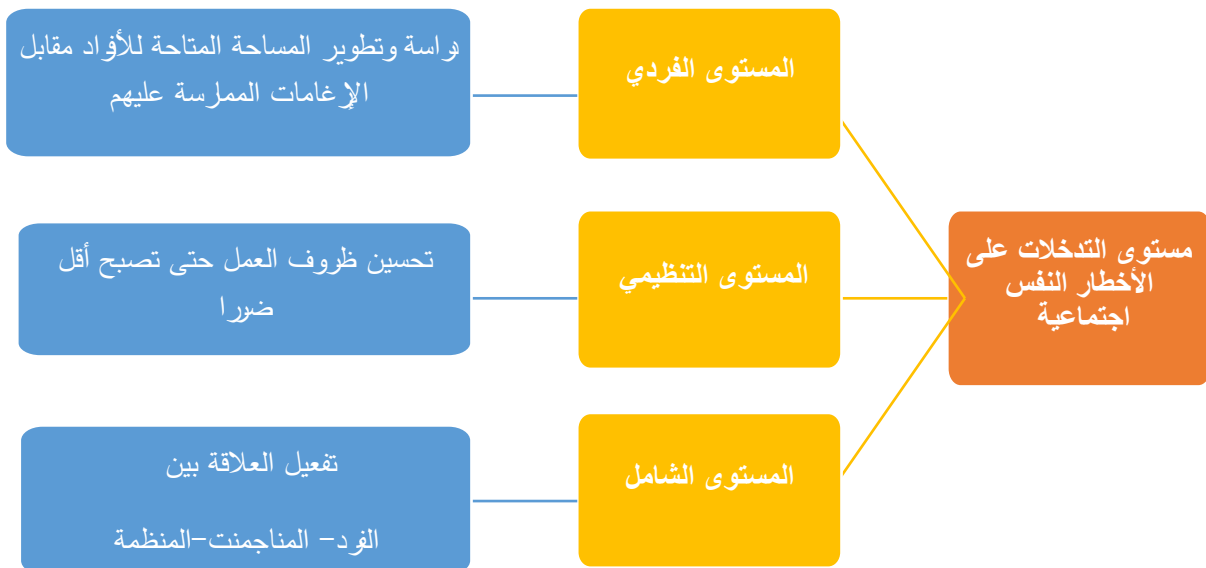 مستوى التدخلات على
الأخطار النفس
اجتماعية
المستوى الفردي
دراسة وتطوير المساحة المتاحة للأفراد مقابل
الإرغامات الممارسة عليهم
المستوى التنظيمي
تحسين ظروف العمل حتى تصبح أقل
ضررا
المستوى الشامل
تفعيل العلاقة بين
الفرد- المناجمنت-المنظمة